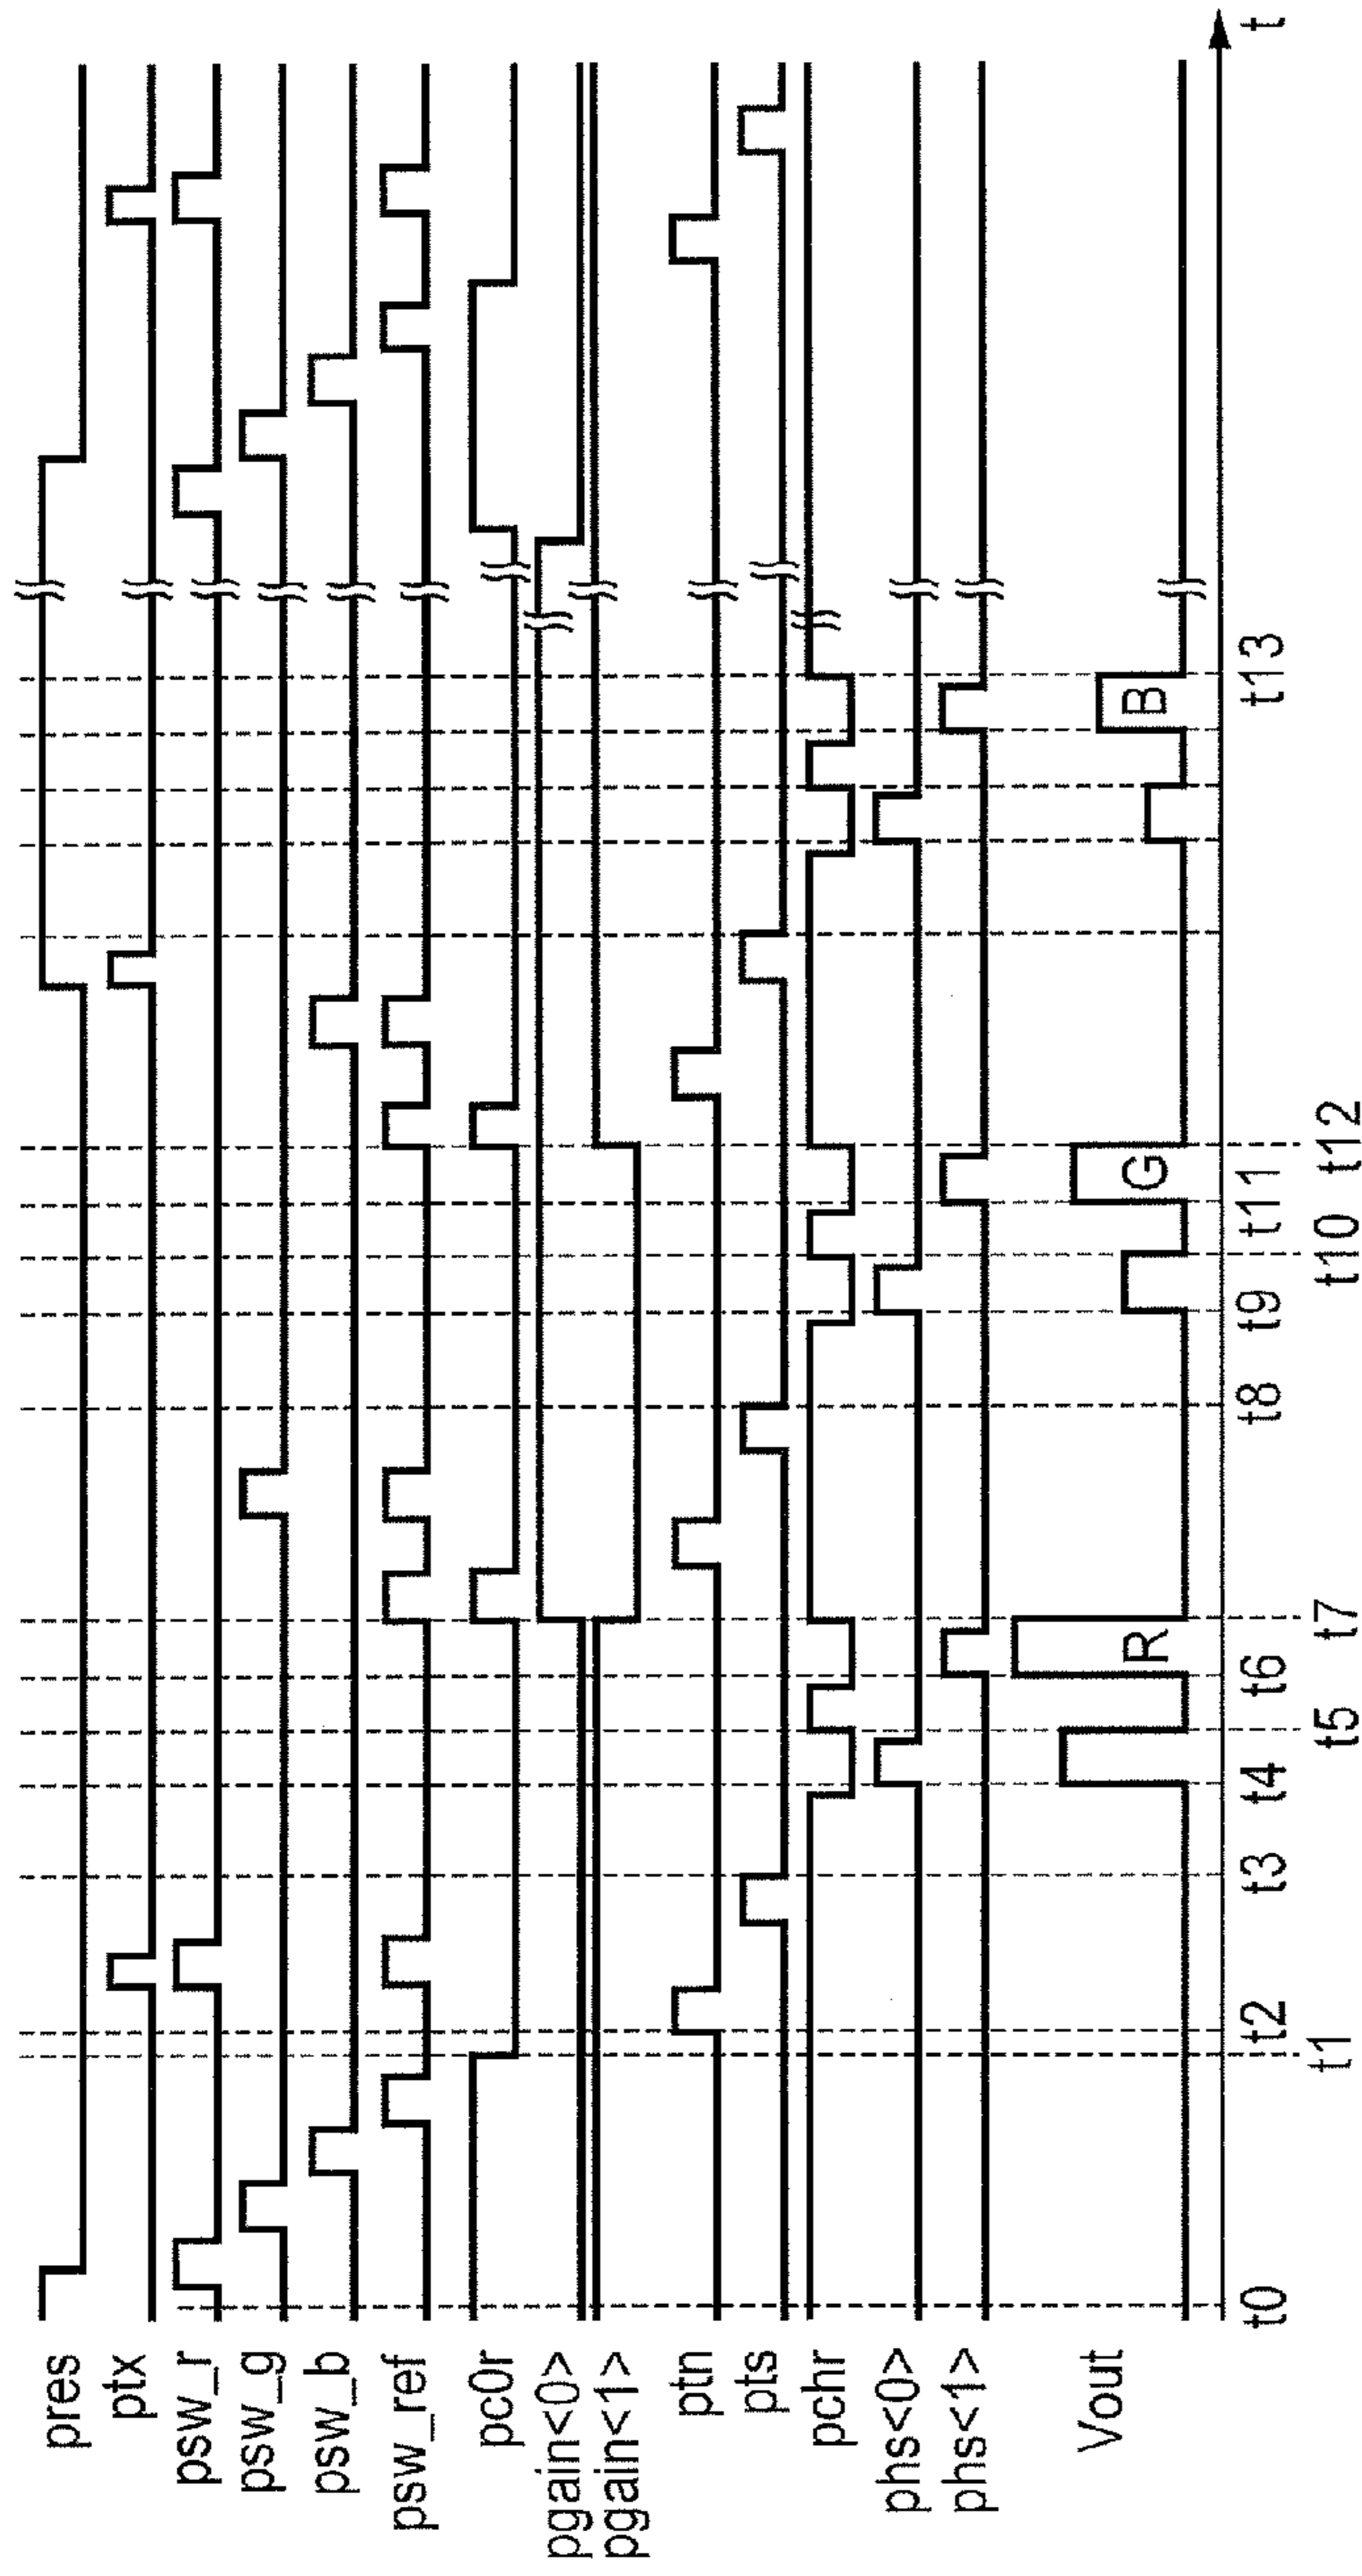 pres
ptx
psw_r
psw_g
psw_b
psw_ref
pc0r
pgain<0>
pgain<1>
ptn
pts
pchr
phs<0>
phs<1>
Vout
R
G
B
t0
t1
t2
t3
t4
t5
t6
t7
t8
t9
t10
t11
t12
t13
t